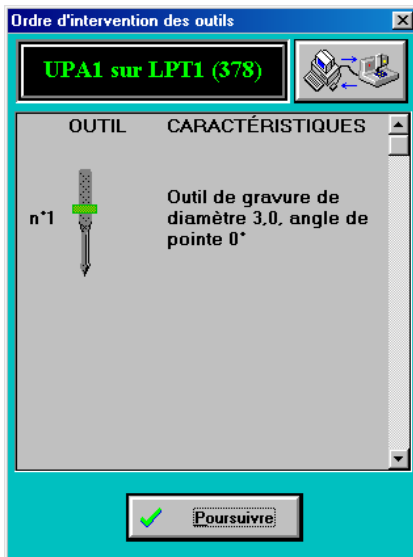 Ordre d'intervention des outils
UPA1 sur LPT1 (378)
OUTIL CARACTÉRISTIQUES
n°1
Outil de gravure de
diamètre 3,0, angle de
pointe 0°
Poursuivre